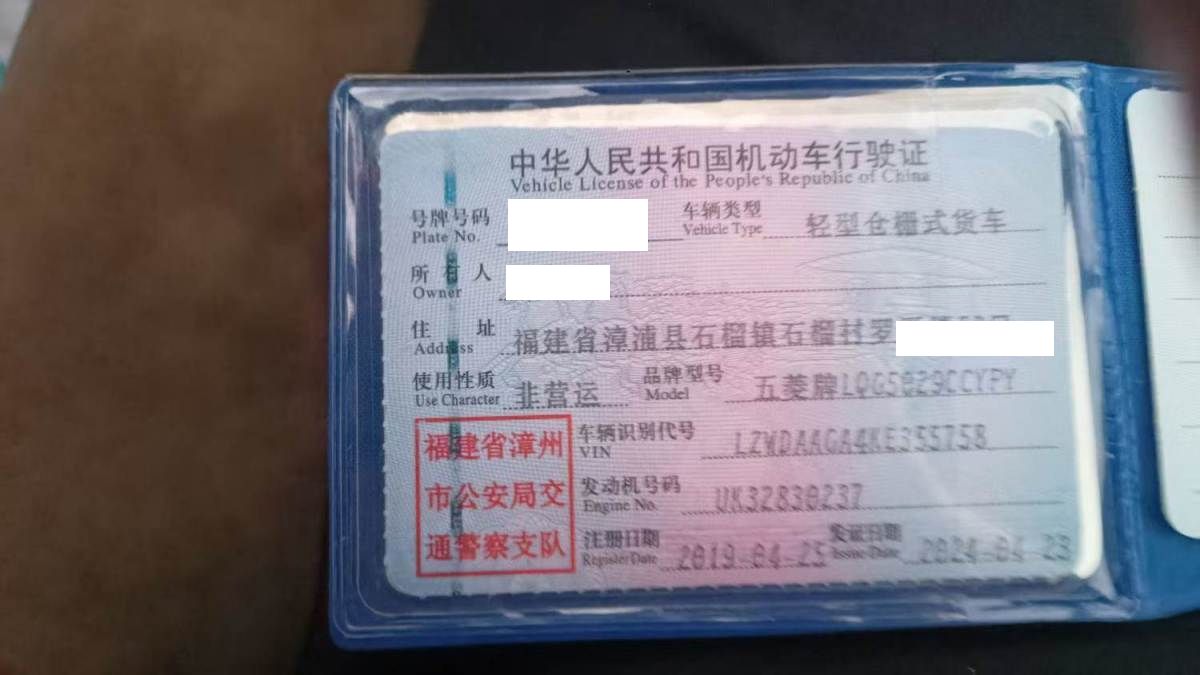 中华人民共和国机动车行驶证
Vehicle License of the People's Republic of China
号牌号码 车辆类型 轻型仓栅式货车
Plate No. Vehicle Type
所有人
Owner
住址 福建省漳浦县石榴镇石榴村罗
Address
使用性质 非营运 品牌型号 五菱牌LQG5029CCYPY
Use Character Model
福建省漳州 车辆识别代号 LZWDAAGA4KE355758
VIN
市公安局交 发动机号码 UK32830237
Engine No.
通警察支队 注册日期 2019-04-25 发证日期 2024-04-23
Register Date Issue Date